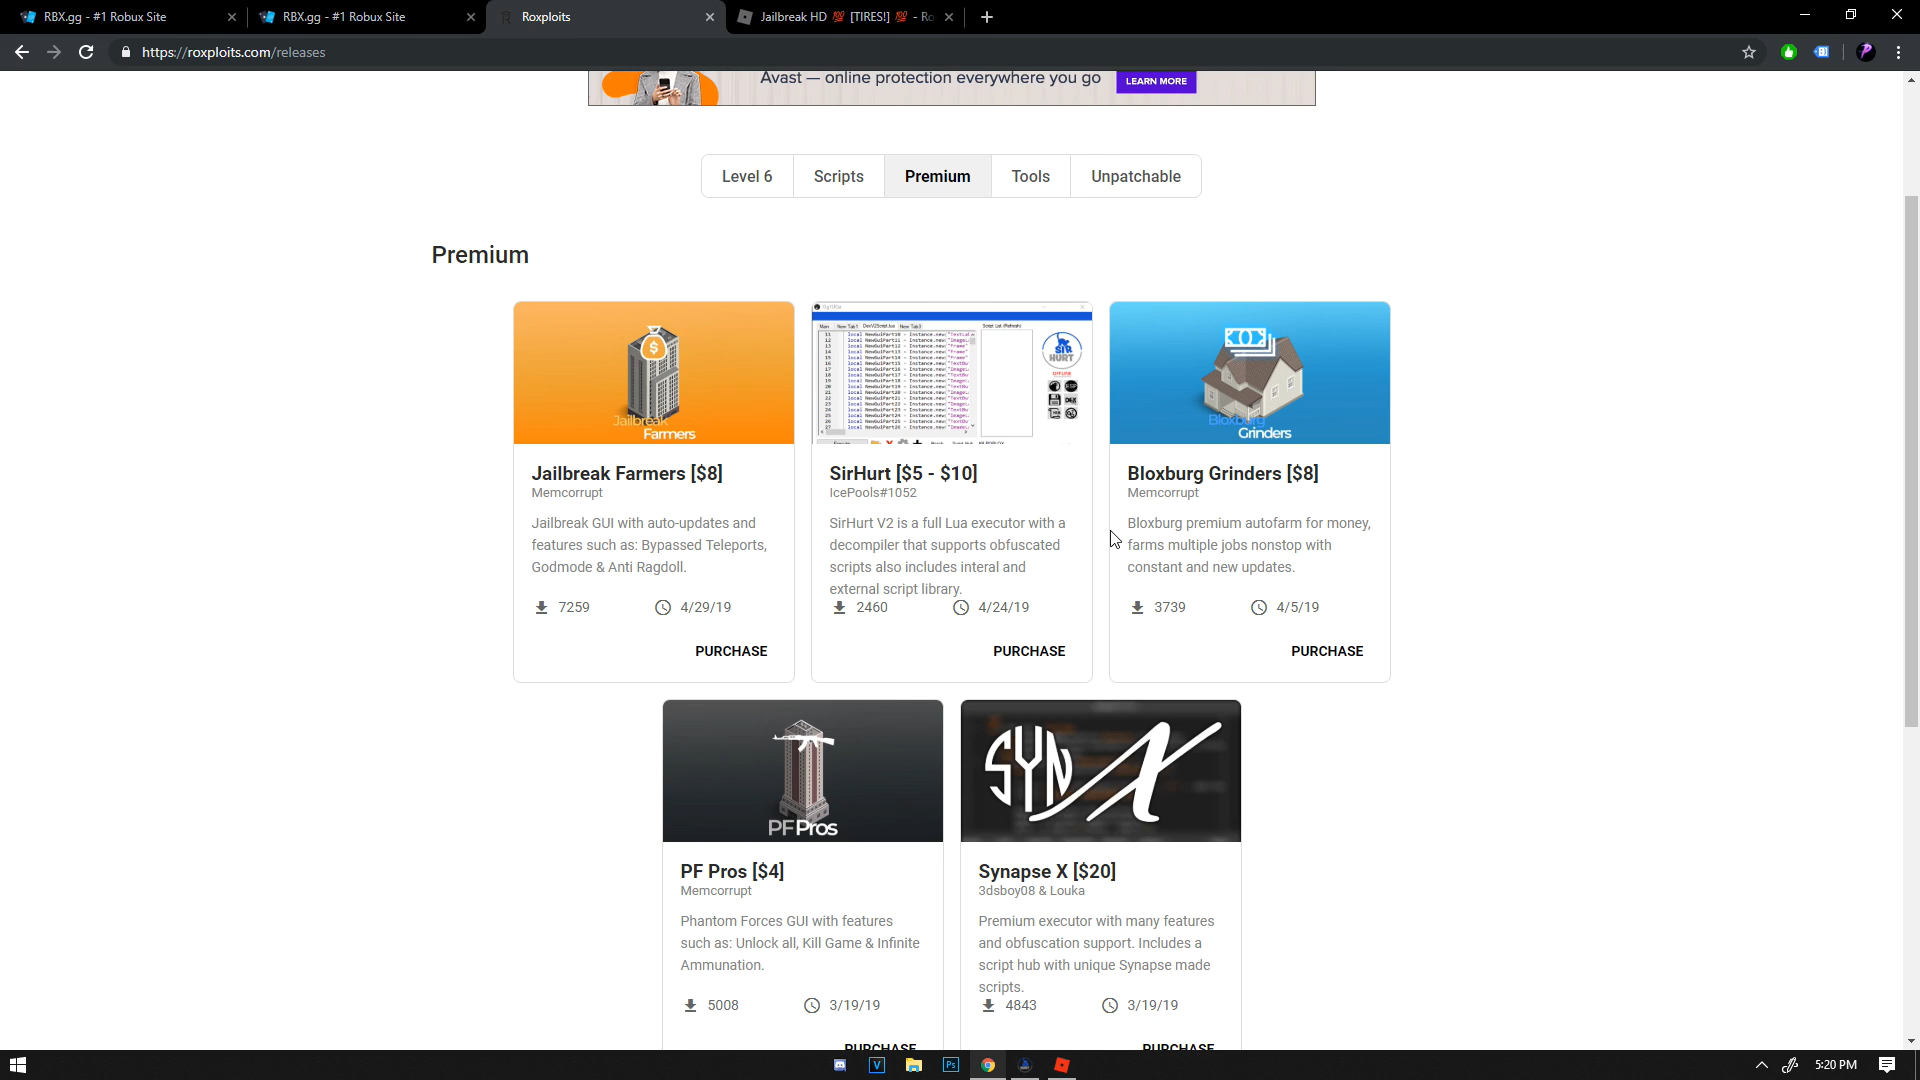 RBX.gg - #1 Robux Site
RBX.gg - #1 Robux Site
Roxploits
Jailbreak HD 💯 [TIRES!] 💯 - Ro
https://roxploits.com/releases
Avast — online protection everywhere you go
LEARN MORE
Level 6
Scripts
Premium
Tools
Unpatchable
Premium
Jailbreak
Farmers
Jailbreak Farmers [$8]
Memcorrupt
Jailbreak GUI with auto-updates and
features such as: Bypassed Teleports,
Godmode & Anti Ragdoll.
7259
4/29/19
PURCHASE
SIR
HURT
OFFLINE
SirHurt [$5 - $10]
IcePools#1052
SirHurt V2 is a full Lua executor with a
decompiler that supports obfuscated
scripts also includes interal and
external script library.
2460
4/24/19
PURCHASE
Bloxburg
Grinders
Bloxburg Grinders [$8]
Memcorrupt
Bloxburg premium autofarm for money,
farms multiple jobs nonstop with
constant and new updates.
3739
4/5/19
PURCHASE
PFPros
PF Pros [$4]
Memcorrupt
Phantom Forces GUI with features
such as: Unlock all, Kill Game & Infinite
Ammunation.
5008
3/19/19
PURCHASE
SYN X
Synapse X [$20]
3dsboy08 & Louka
Premium executor with many features
and obfuscation support. Includes a
script hub with unique Synapse made
scripts.
4843
3/19/19
PURCHASE
5:20 PM